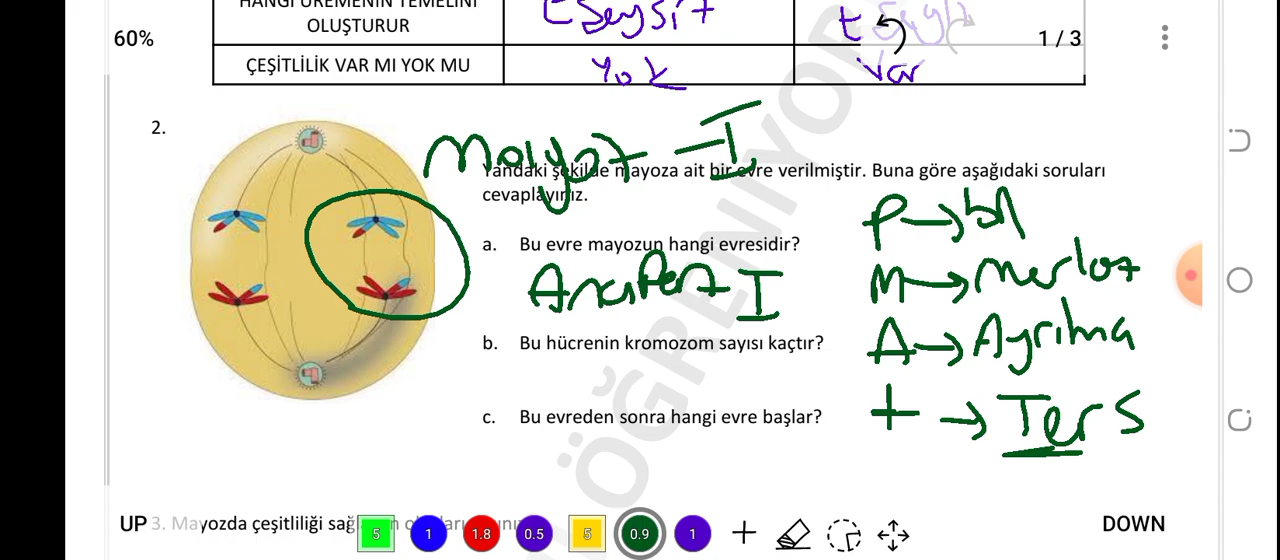 HANGİ ÜREMENİN TEMELİNİ
OLUŞTURUR
Eşeysiz
60%
1 / 3
ÇEŞİTLİLİK VAR MI YOK MU
Yok
var
2.
Mayoz - I
Yandaki şekilde mayoza ait bir evre verilmiştir. Buna göre aşağıdaki soruları
cevaplayınız.
a. Bu evre mayozun hangi evresidir?
Anafaz I
b. Bu hücrenin kromozom sayısı kaçtır?
c. Bu evreden sonra hangi evre başlar?
P →
M → Merkez
A → Ayrılma
T → Ters
ÖĞRENİYOR
UP
3. Mayozda çeşitliliği
5 1 1.8 0.5 5 0.9 1
DOWN